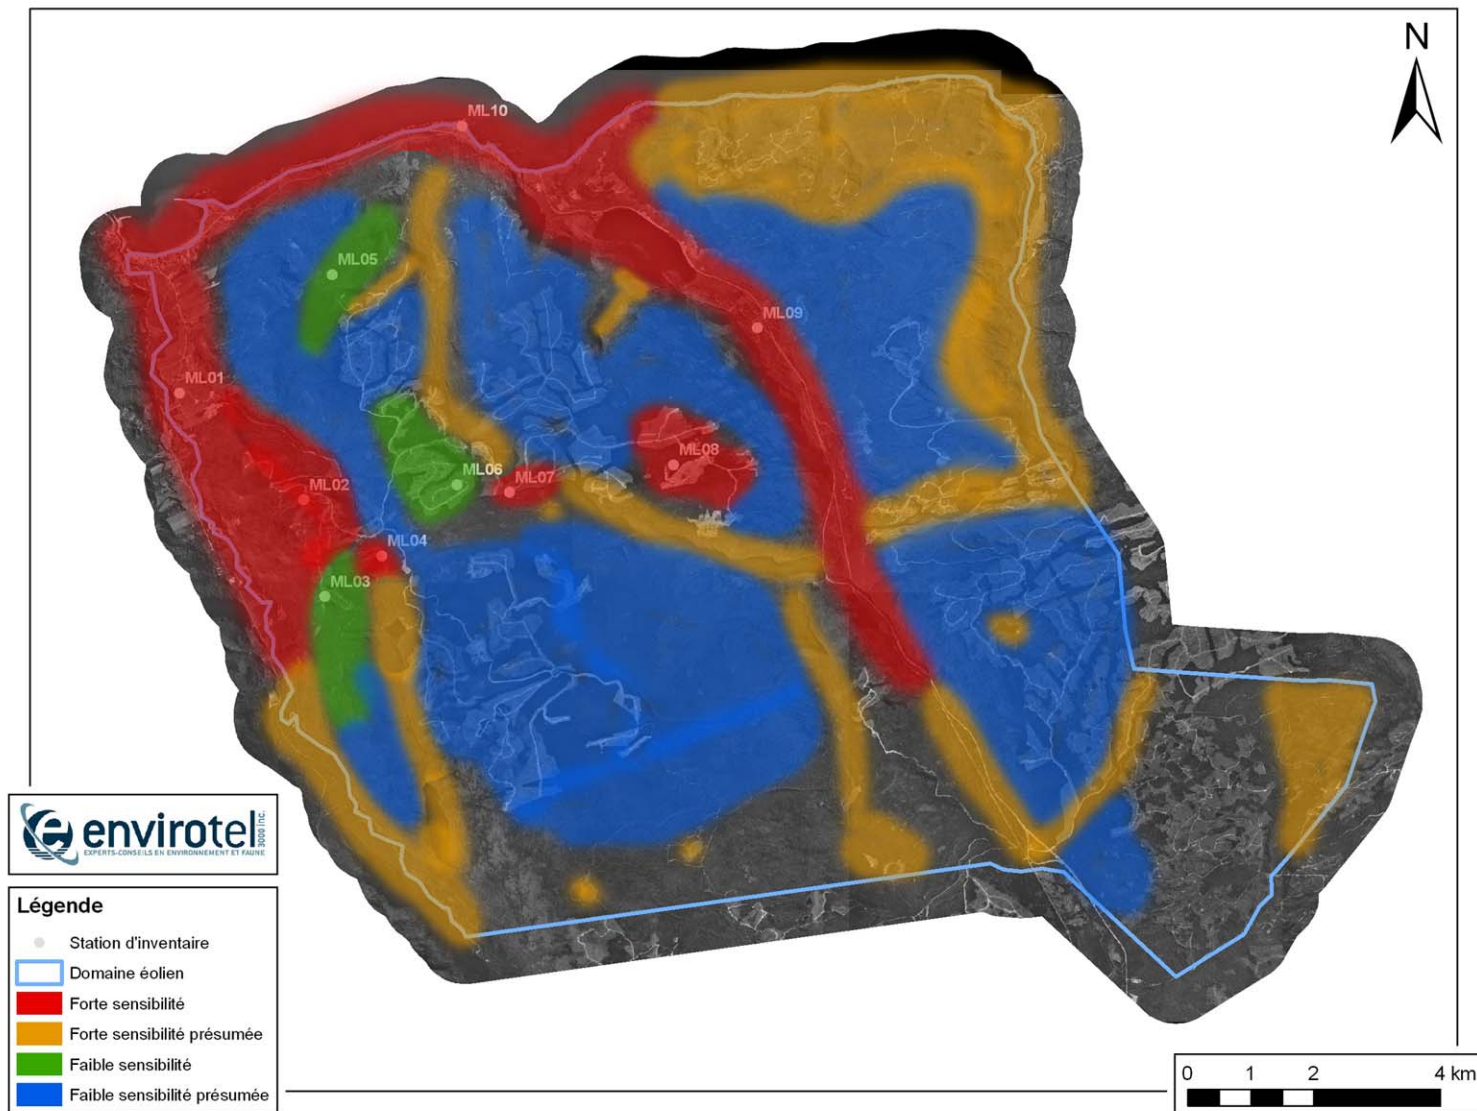 N
ML10
ML05
ML09
ML01
ML08
ML06
ML07
ML02
ML04
ML03
envirotel 3000 inc.
EXPERTS-CONSEILS EN ENVIRONNEMENT ET FAUNE
Légende
Station d'inventaire
Domaine éolien
Forte sensibilité
Forte sensibilité présumée
Faible sensibilité
Faible sensibilité présumée
0 1 2 4 km